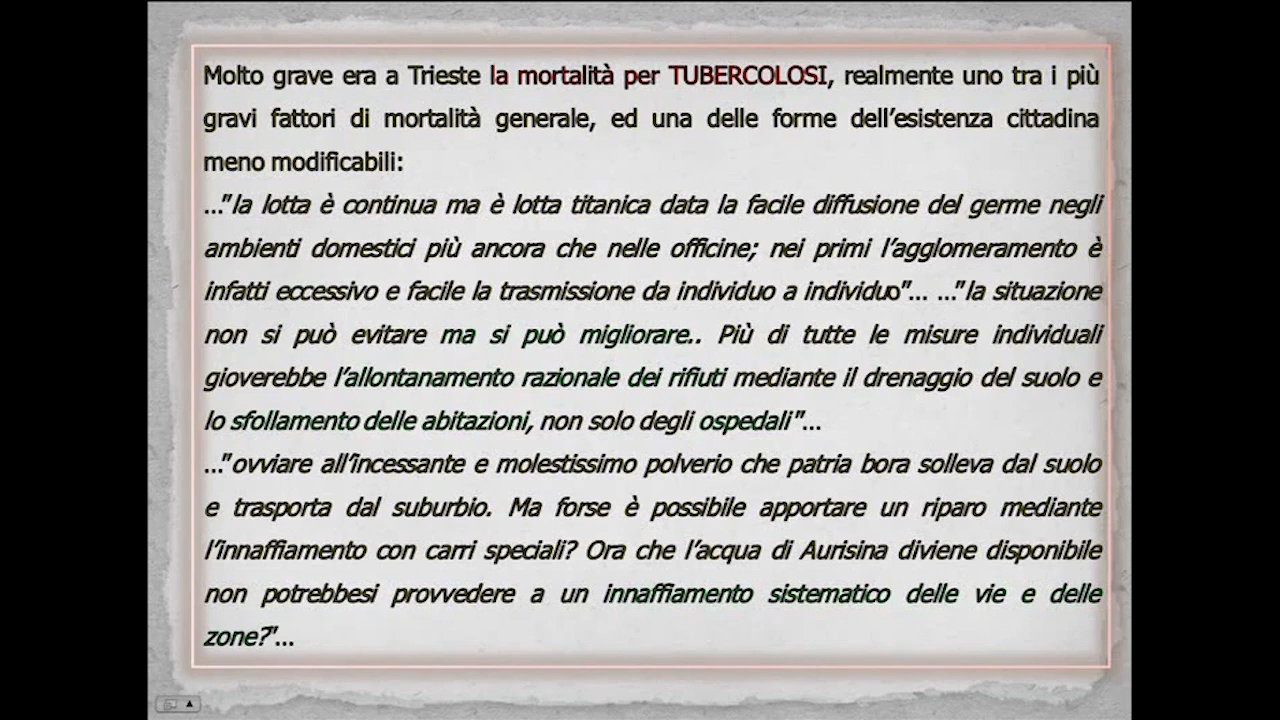 Molto grave era a Trieste la mortalità per TUBERCOLOSI, realmente uno tra i più
gravi fattori di mortalità generale, ed una delle forme dell'esistenza cittadina
meno modificabili:
..."la lotta è continua ma è lotta titanica data la facile diffusione del germe negli
ambienti domestici più ancora che nelle officine; nei primi l'agglomeramento è
infatti eccessivo e facile la trasmissione da individuo a individuo"... ..."la situazione
non si può evitare ma si può migliorare.. Più di tutte le misure individuali
gioverebbe l'allontanamento razionale dei rifiuti mediante il drenaggio del suolo e
lo sfollamento delle abitazioni, non solo degli ospedali"...
..."ovviare all'incessante e molestissimo polverio che patria bora solleva dal suolo
e trasporta dal suburbio. Ma forse è possibile apportare un riparo mediante
l'innaffiamento con carri speciali? Ora che l'acqua di Aurisina diviene disponibile
non potrebbesi provvedere a un innaffiamento sistematico delle vie e delle
zone?"...